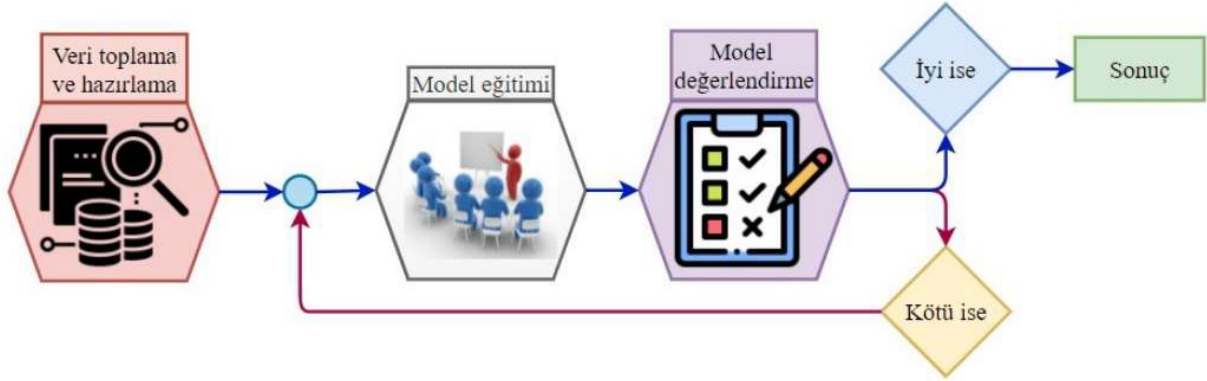 Veri toplama
ve hazırlama
Model eğitimi
Model
değerlendirme
İyi ise
Sonuç
Kötü ise